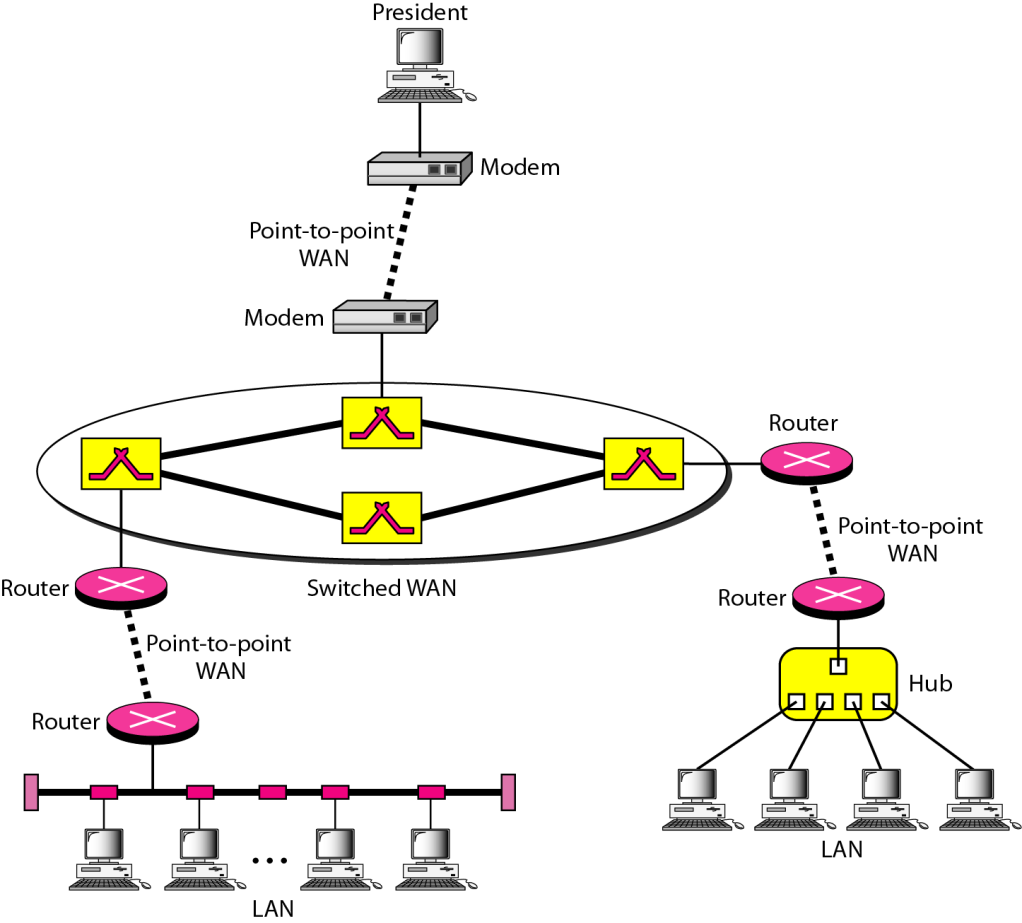 President
Modem
Point-to-point
WAN
Modem
Router
Point-to-point
WAN
Router
Switched WAN
Router
Point-to-point
WAN
Router
Hub
LAN
LAN